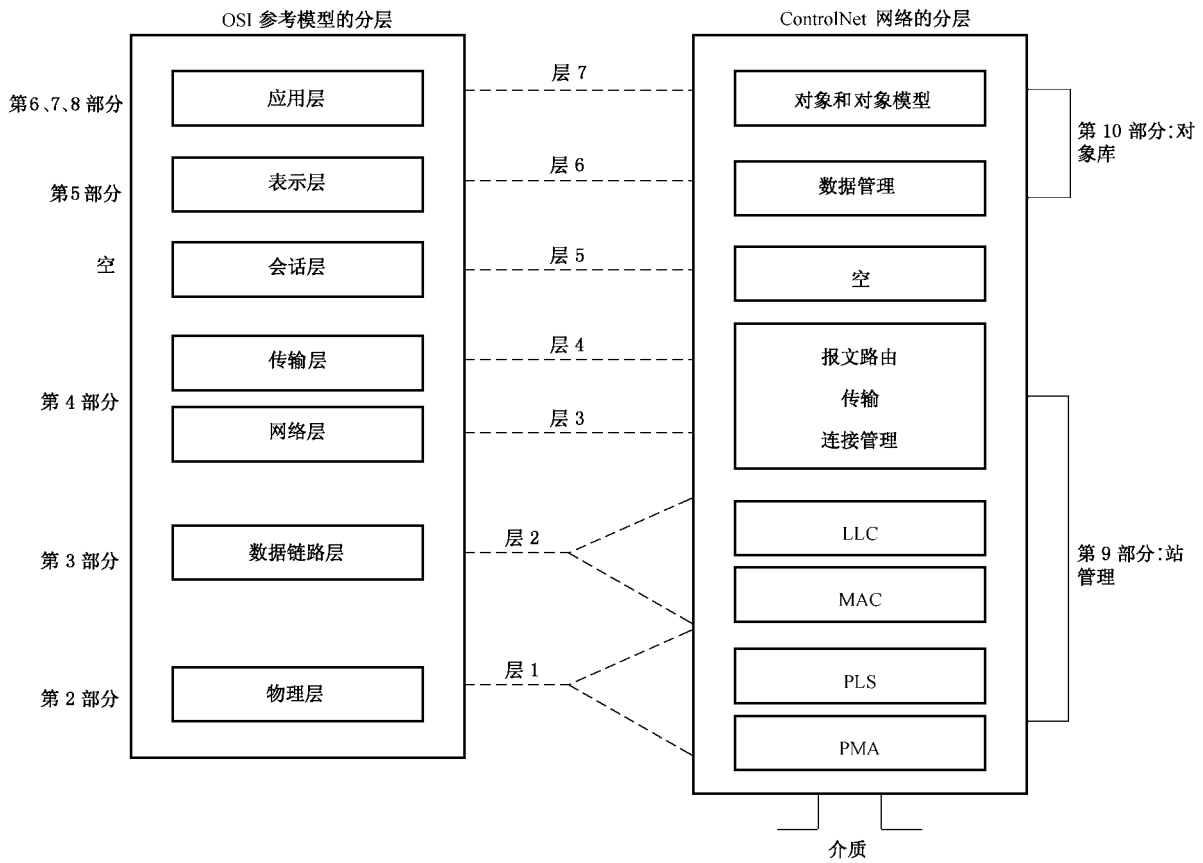 OSI 参考模型的分层
ControlNet 网络的分层
第6、7、8 部分
应用层
层 7
对象和对象模型
第 10 部分:对
象库
第5部分
表示层
层 6
数据管理
空
会话层
层 5
空
第 4 部分
传输层
层 4
网络层
层 3
报文路由
传输
连接管理
第 3 部分
数据链路层
层 2
LLC
MAC
第 9 部分:站
管理
第 2 部分
物理层
层 1
PLS
PMA
介质